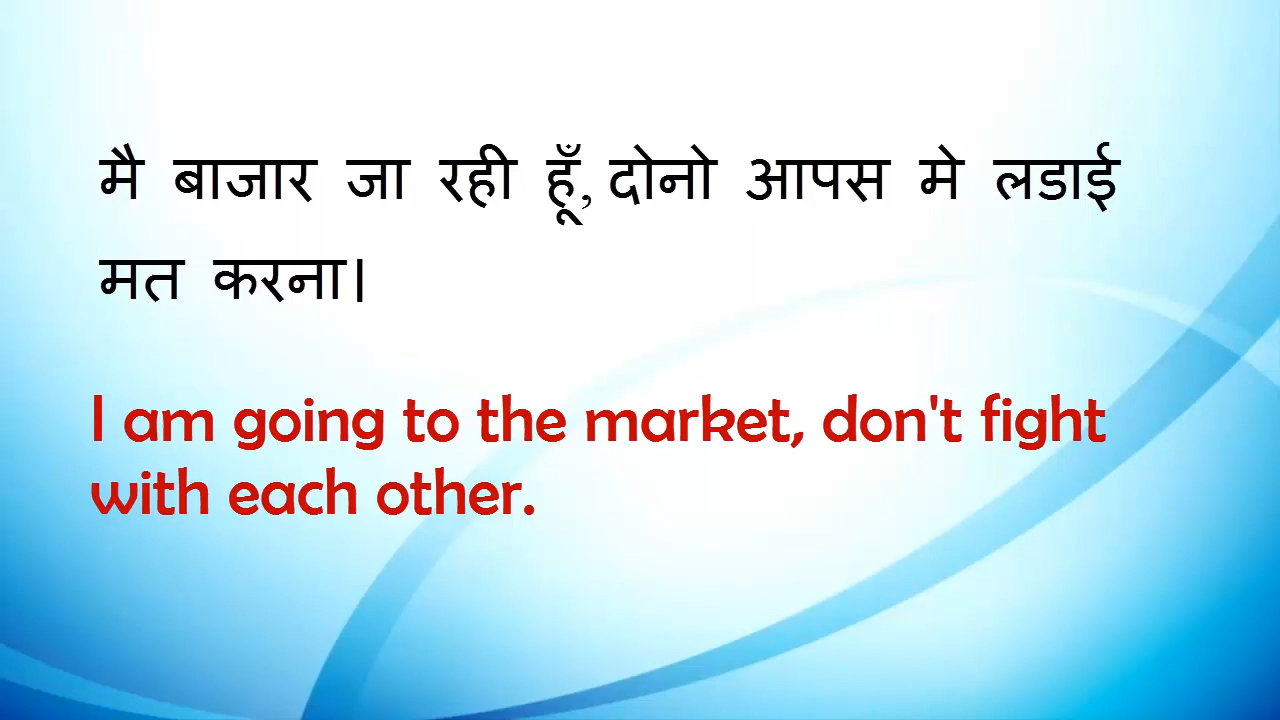 मै बाजार जा रही हूँ, दोनो आपस मे लडाई
मत करना।
I am going to the market, don't fight
with each other.